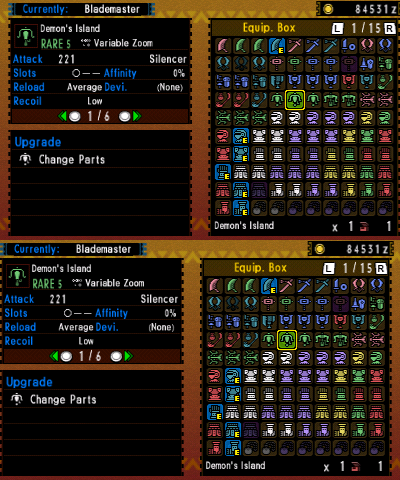 Currently: Blademaster
84531z
Demon's Island
RARE 5 Variable Zoom
Equip. Box L 1/15 R
Attack 221 Silencer
Slots ○－－ Affinity 0%
Reload Average Devi. (None)
Recoil Low
1/6
Upgrade
Change Parts
Demon's Island x 1 1
Currently: Blademaster
84531z
Demon's Island
RARE 5 Variable Zoom
Equip. Box L 1/15 R
Attack 221 Silencer
Slots ○－－ Affinity 0%
Reload Average Devi. (None)
Recoil Low
1/6
Upgrade
Change Parts
Demon's Island x 1 1